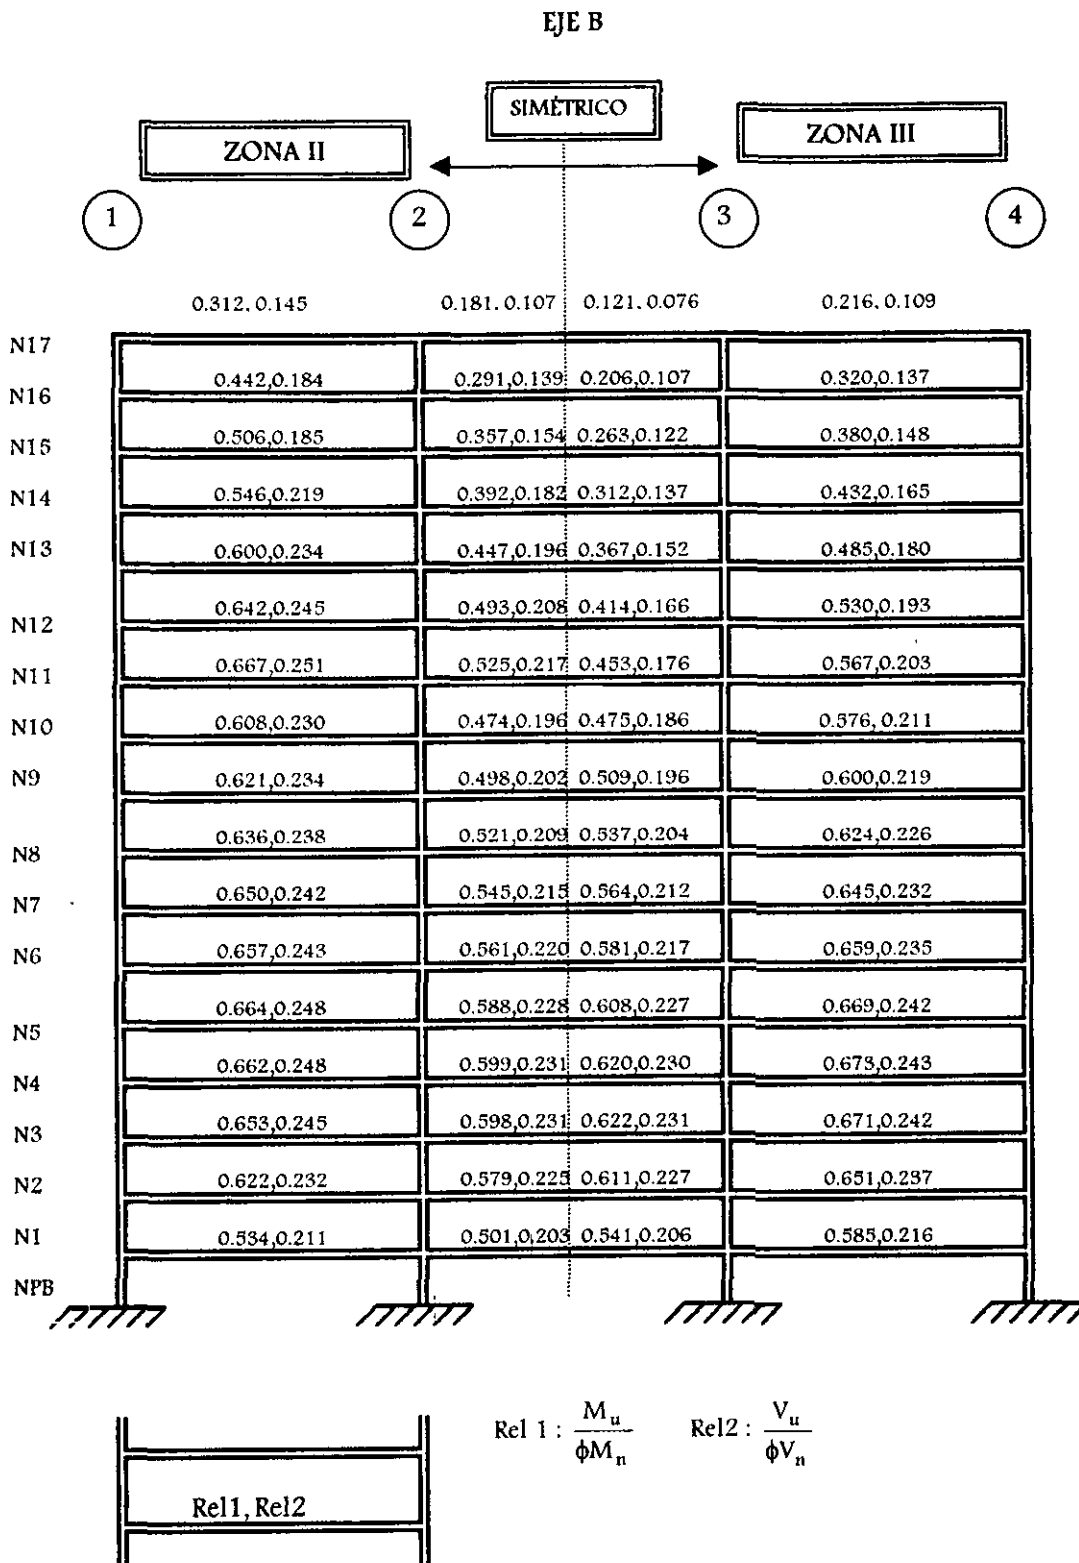 EJE B
SIMÉTRICO
ZONA II
ZONA III
1 2 3 4
0.312, 0.145 0.181, 0.107 0.121, 0.076 0.216, 0.109
N17
0.442,0.184 0.291,0.139 0.206,0.107 0.320,0.137
N16
0.506,0.185 0.357,0.154 0.263,0.122 0.380,0.148
N15
0.546,0.219 0.392,0.182 0.312,0.137 0.432,0.165
N14
0.600,0.234 0.447,0.196 0.367,0.152 0.485,0.180
N13
0.642,0.245 0.493,0.208 0.414,0.166 0.530,0.193
N12
0.667,0.251 0.525,0.217 0.453,0.176 0.567,0.203
N11
0.608,0.230 0.474,0.196 0.475,0.186 0.576, 0.211
N10
0.621,0.234 0.498,0.202 0.509,0.196 0.600,0.219
N9
0.636,0.238 0.521,0.209 0.537,0.204 0.624,0.226
N8
0.650,0.242 0.545,0.215 0.564,0.212 0.645,0.232
N7
0.657,0.243 0.561,0.220 0.581,0.217 0.659,0.235
N6
0.664,0.248 0.588,0.228 0.608,0.227 0.669,0.242
N5
0.662,0.248 0.599,0.231 0.620,0.230 0.673,0.243
N4
0.653,0.245 0.598,0.231 0.622,0.231 0.671,0.242
N3
0.622,0.232 0.579,0.225 0.611,0.227 0.651,0.237
N2
0.534,0.211 0.501,0,203 0.541,0.206 0.585,0.216
N1
NPB
Rel 1 : M_u / ϕM_n Rel2 : V_u / ϕV_n
Rel1, Rel2